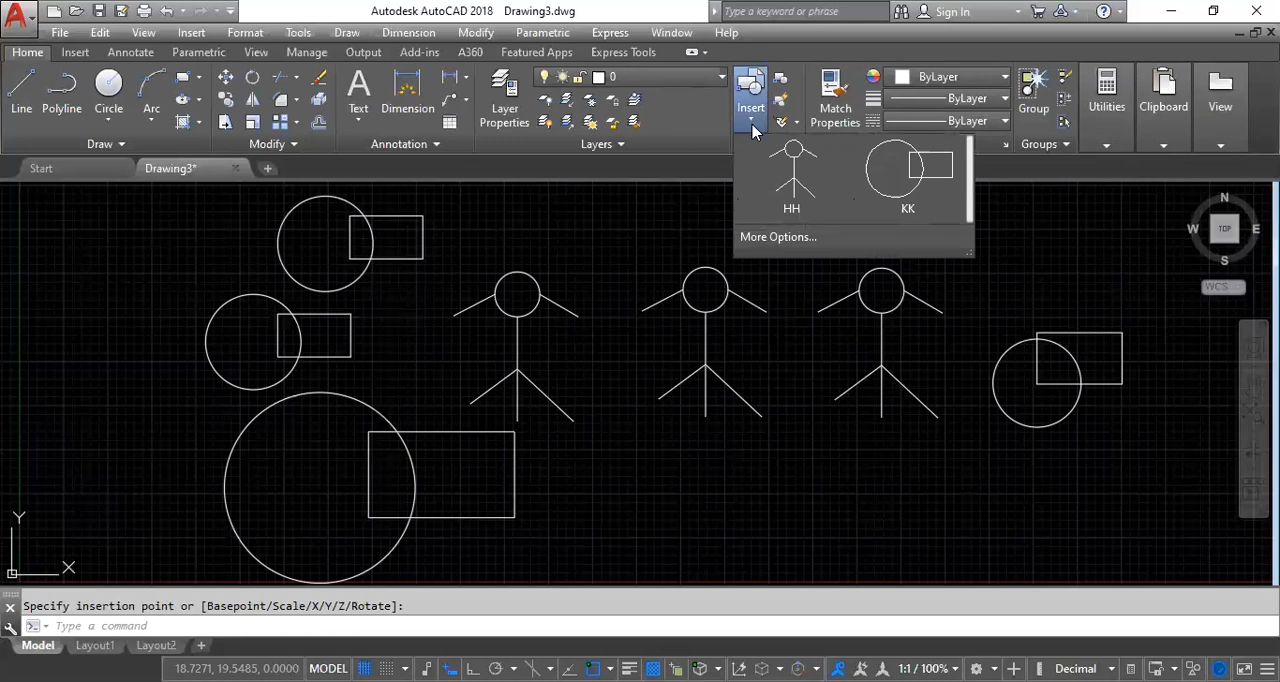 Autodesk AutoCAD 2018 Drawing3.dwg
Type a keyword or phrase
Sign In
File Edit View Insert Format Tools Draw Dimension Modify Parametric Express Window Help
Home Insert Annotate Parametric View Manage Output Add-ins A360 Featured Apps Express Tools
0
ByLayer
ByLayer
ByLayer
Line Polyline Circle Arc
Text Dimension
Layer
Properties
Insert
Match
Properties
Group
Utilities
Clipboard
View
Draw
Modify
Annotation
Layers
Groups
Start
Drawing3*
HH
KK
More Options...
N
W
TOP
E
S
WCS
Y
X
Specify insertion point or [Basepoint/Scale/X/Y/Z/Rotate]:
Type a command
Model Layout1 Layout2
18.7271, 19.5485, 0.0000 MODEL
1:1 / 100%
Decimal